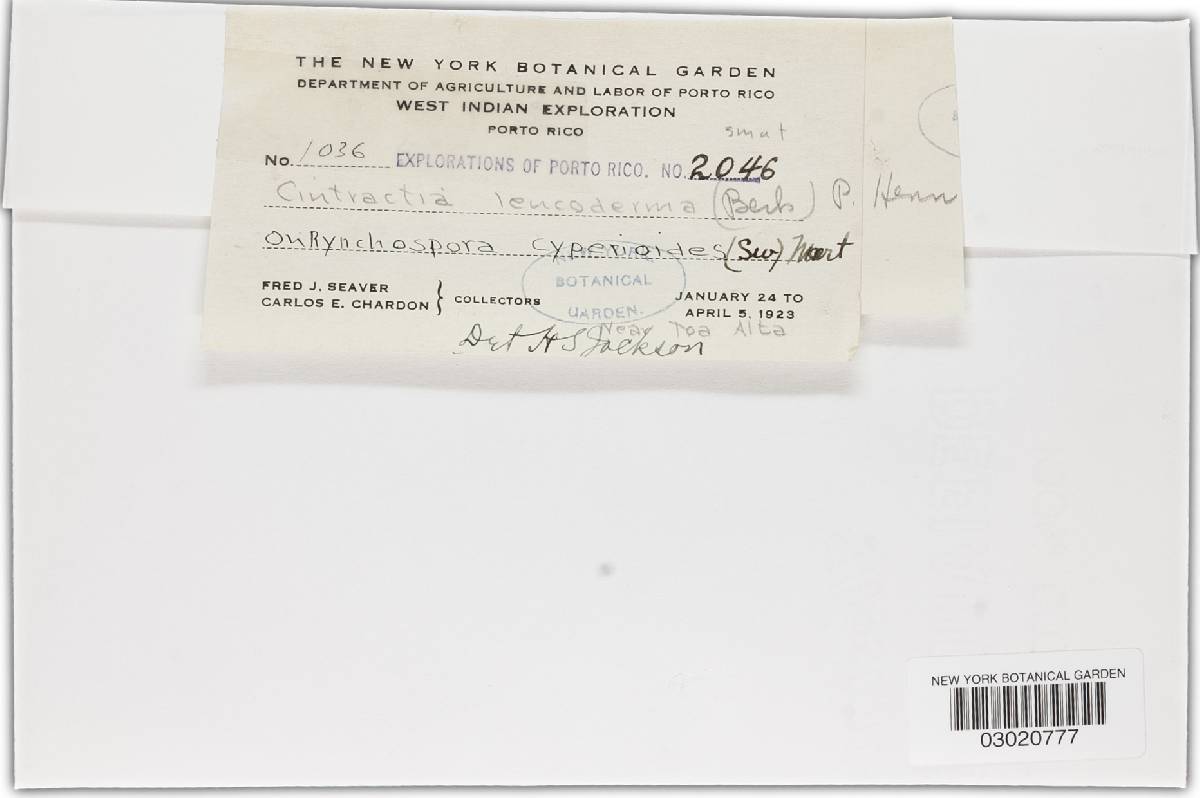 THE NEW YORK BOTANICAL GARDEN
DEPARTMENT OF AGRICULTURE AND LABOR OF PORTO RICO
WEST INDIAN EXPLORATION
PORTO RICO
smut
No. 1036 EXPLORATIONS OF PORTO RICO. NO. 2046
Cintractia leucoderma (Berk) P. Henn
On Rynchospora cyperioides (Sw) Mart
FRED J. SEAVER
CARLOS E. CHARDON } COLLECTORS
BOTANICAL
GARDEN.
JANUARY 24 TO
APRIL 5, 1923
Near Toa Alta
Det H S Jackson
NEW YORK BOTANICAL GARDEN
03020777